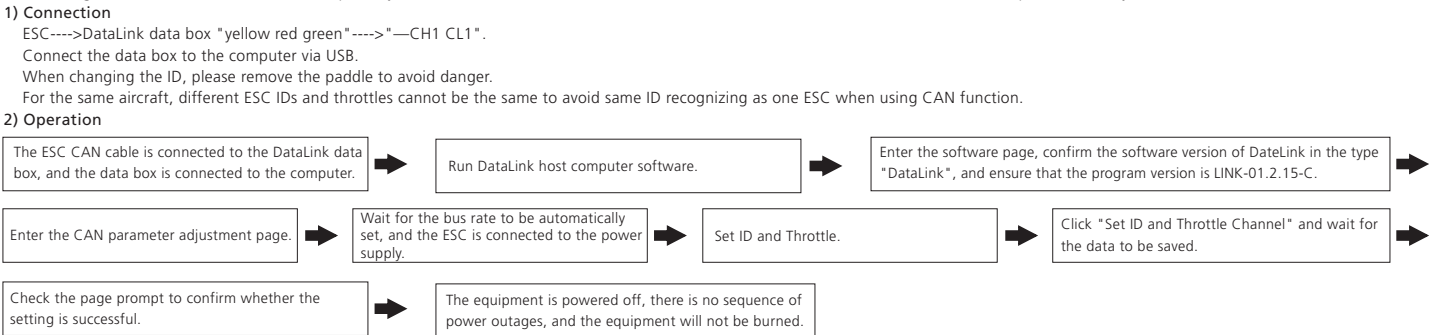 1) Connection
ESC---->DataLink data box "yellow red green"---->"—CH1 CL1".
Connect the data box to the computer via USB.
When changing the ID, please remove the paddle to avoid danger.
For the same aircraft, different ESC IDs and throttles cannot be the same to avoid same ID recognizing as one ESC when using CAN function.
2) Operation
The ESC CAN cable is connected to the DataLink data
box, and the data box is connected to the computer.
Run DataLink host computer software.
Enter the software page, confirm the software version of DateLink in the type
"DataLink", and ensure that the program version is LINK-01.2.15-C.
Enter the CAN parameter adjustment page.
Wait for the bus rate to be automatically
set, and the ESC is connected to the power
supply.
Set ID and Throttle.
Click "Set ID and Throttle Channel" and wait for
the data to be saved.
Check the page prompt to confirm whether the
setting is successful.
The equipment is powered off, there is no sequence of
power outages, and the equipment will not be burned.